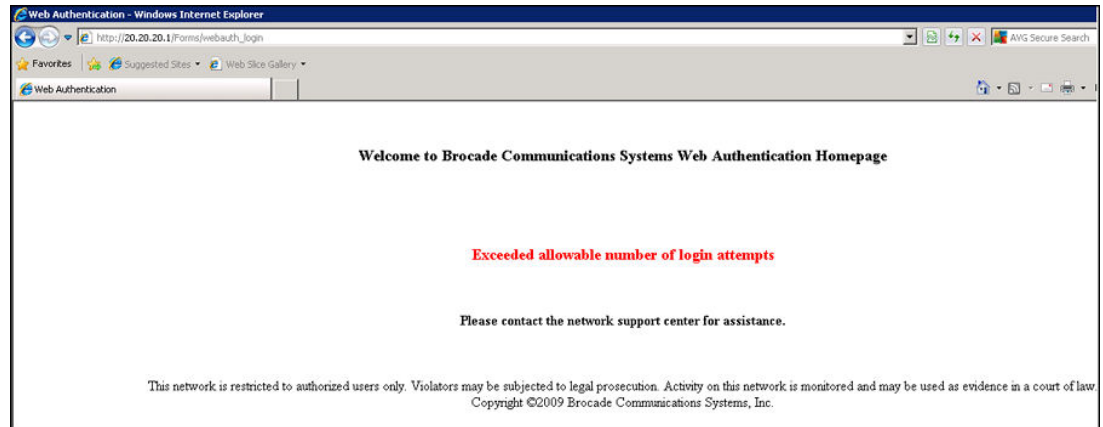 Web Authentication - Windows Internet Explorer
http://20.20.20.1/Forms/webauth_login
AVG Secure Search
Favorites Suggested Sites Web Slice Gallery
Web Authentication
Welcome to Brocade Communications Systems Web Authentication Homepage
Exceeded allowable number of login attempts
Please contact the network support center for assistance.
This network is restricted to authorized users only. Violators may be subjected to legal prosecution. Activity on this network is monitored and may be used as evidence in a court of law.
Copyright ©2009 Brocade Communications Systems, Inc.